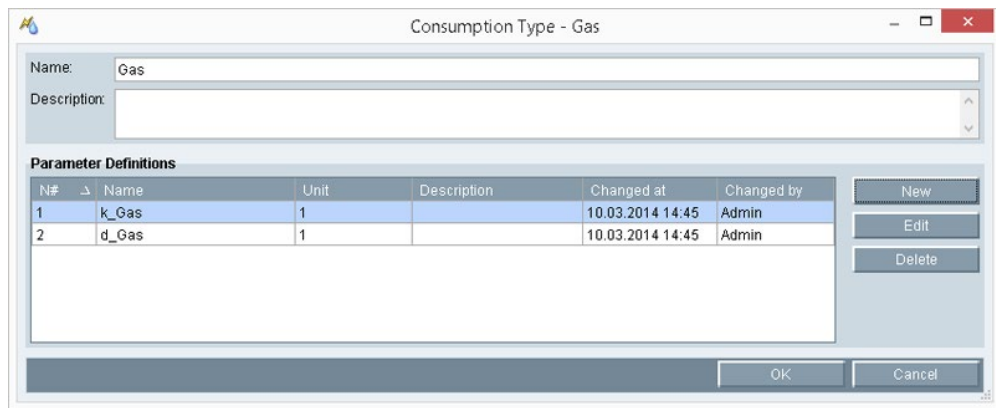 Consumption Type - Gas
Name: Gas
Description:
Parameter Definitions
N# Name Unit Description Changed at Changed by
1 k_Gas 1 10.03.2014 14:45 Admin
2 d_Gas 1 10.03.2014 14:45 Admin
New
Edit
Delete
OK Cancel